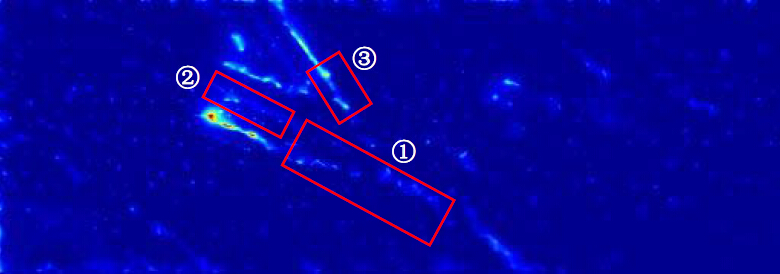 ③
②
①